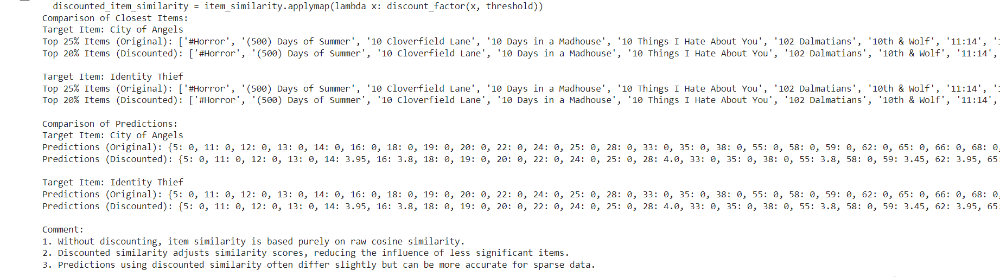 discounted_item_similarity = item_similarity.applymap(lambda x: discount_factor(x, threshold))
Comparison of Closest Items:
Target Item: City of Angels
Top 25% Items (Original): ['#Horror', '(500) Days of Summer', '10 Cloverfield Lane', '10 Days in a Madhouse', '10 Things I Hate About You', '102 Dalmatians', '10th & Wolf', '11:14', '
Top 20% Items (Discounted): ['#Horror', '(500) Days of Summer', '10 Cloverfield Lane', '10 Days in a Madhouse', '10 Things I Hate About You', '102 Dalmatians', '10th & Wolf', '11:14',
Target Item: Identity Thief
Top 25% Items (Original): ['#Horror', '(500) Days of Summer', '10 Cloverfield Lane', '10 Days in a Madhouse', '10 Things I Hate About You', '102 Dalmatians', '10th & Wolf', '11:14', '
Top 20% Items (Discounted): ['#Horror', '(500) Days of Summer', '10 Cloverfield Lane', '10 Days in a Madhouse', '10 Things I Hate About You', '102 Dalmatians', '10th & Wolf', '11:14',
Comparison of Predictions:
Target Item: City of Angels
Predictions (Original): {5: 0, 11: 0, 12: 0, 13: 0, 14: 0, 16: 0, 18: 0, 19: 0, 20: 0, 22: 0, 24: 0, 25: 0, 28: 0, 33: 0, 35: 0, 38: 0, 55: 0, 58: 0, 59: 0, 62: 0, 65: 0, 66: 0, 68: 0,
Predictions (Discounted): {5: 0, 11: 0, 12: 0, 13: 0, 14: 3.95, 16: 3.8, 18: 0, 19: 0, 20: 0, 22: 0, 24: 0, 25: 0, 28: 4.0, 33: 0, 35: 0, 38: 0, 55: 3.8, 58: 0, 59: 3.45, 62: 3.95, 65:
Target Item: Identity Thief
Predictions (Original): {5: 0, 11: 0, 12: 0, 13: 0, 14: 0, 16: 0, 18: 0, 19: 0, 20: 0, 22: 0, 24: 0, 25: 0, 28: 0, 33: 0, 35: 0, 38: 0, 55: 0, 58: 0, 59: 0, 62: 0, 65: 0, 66: 0, 68: 0,
Predictions (Discounted): {5: 0, 11: 0, 12: 0, 13: 0, 14: 3.95, 16: 3.8, 18: 0, 19: 0, 20: 0, 22: 0, 24: 0, 25: 0, 28: 4.0, 33: 0, 35: 0, 38: 0, 55: 3.8, 58: 0, 59: 3.45, 62: 3.95, 65:
Comment:
1. Without discounting, item similarity is based purely on raw cosine similarity.
2. Discounted similarity adjusts similarity scores, reducing the influence of less significant items.
3. Predictions using discounted similarity often differ slightly but can be more accurate for sparse data.